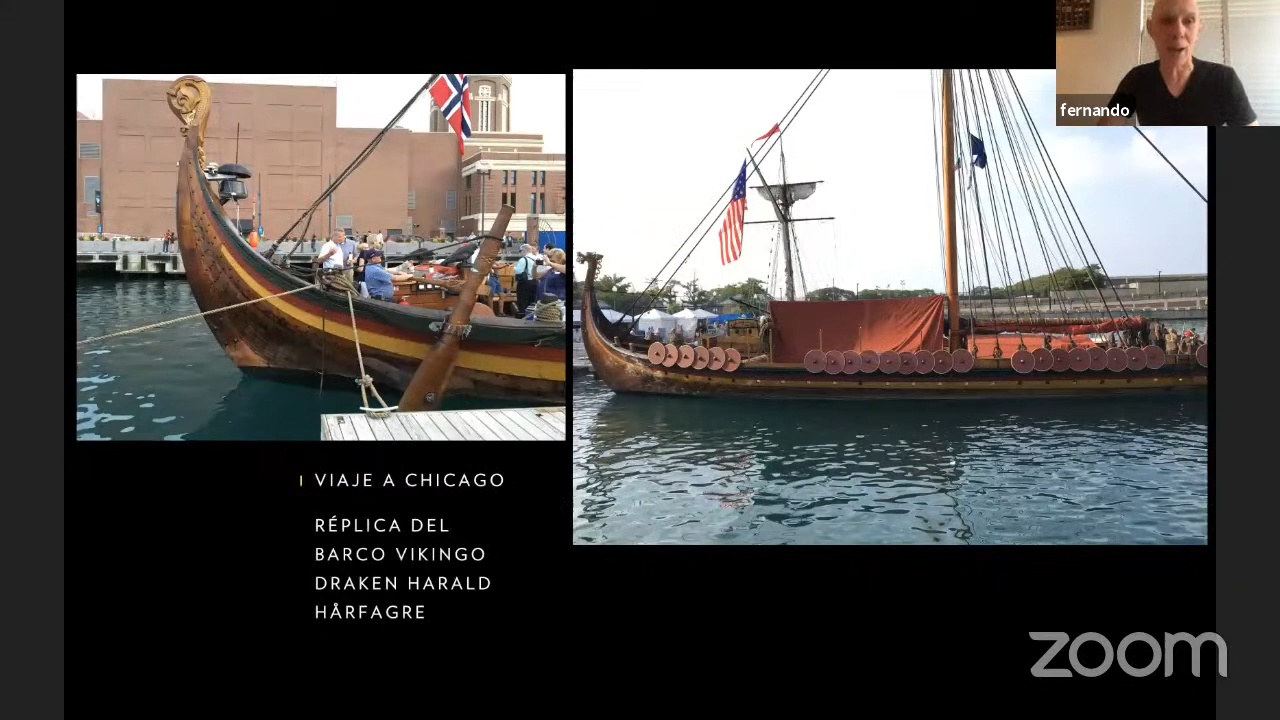 fernando
VIAJE A CHICAGO
RÉPLICA DEL
BARCO VIKINGO
DRAKEN HARALD
HÅRFAGRE
zoom